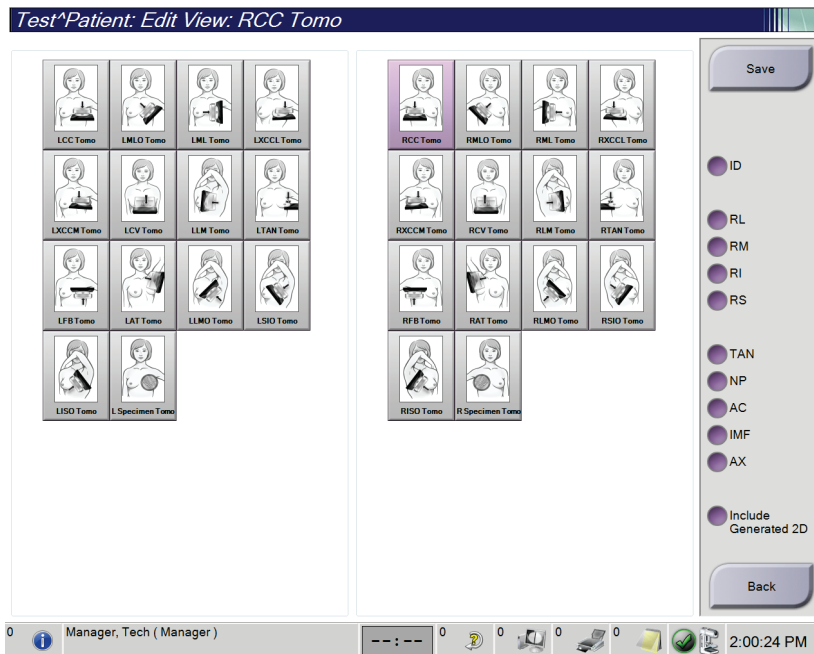 Test^Patient: Edit View: RCC Tomo
LCC Tomo
LMLO Tomo
LML Tomo
LXCCL Tomo
LXCCM Tomo
LCV Tomo
LLM Tomo
LTAN Tomo
LFB Tomo
LAT Tomo
LLMO Tomo
LSIO Tomo
LISO Tomo
L Specimen Tomo
RCC Tomo
RMLO Tomo
RML Tomo
RXCCL Tomo
RXCCM Tomo
RCV Tomo
RLM Tomo
RTAN Tomo
RFB Tomo
RAT Tomo
RLMO Tomo
RSIO Tomo
RISO Tomo
R Specimen Tomo
Save
ID
RL
RM
RI
RS
TAN
NP
AC
IMF
AX
Include
Generated 2D
Back
0
Manager, Tech ( Manager )
--:--
0
0
0
0
2:00:24 PM